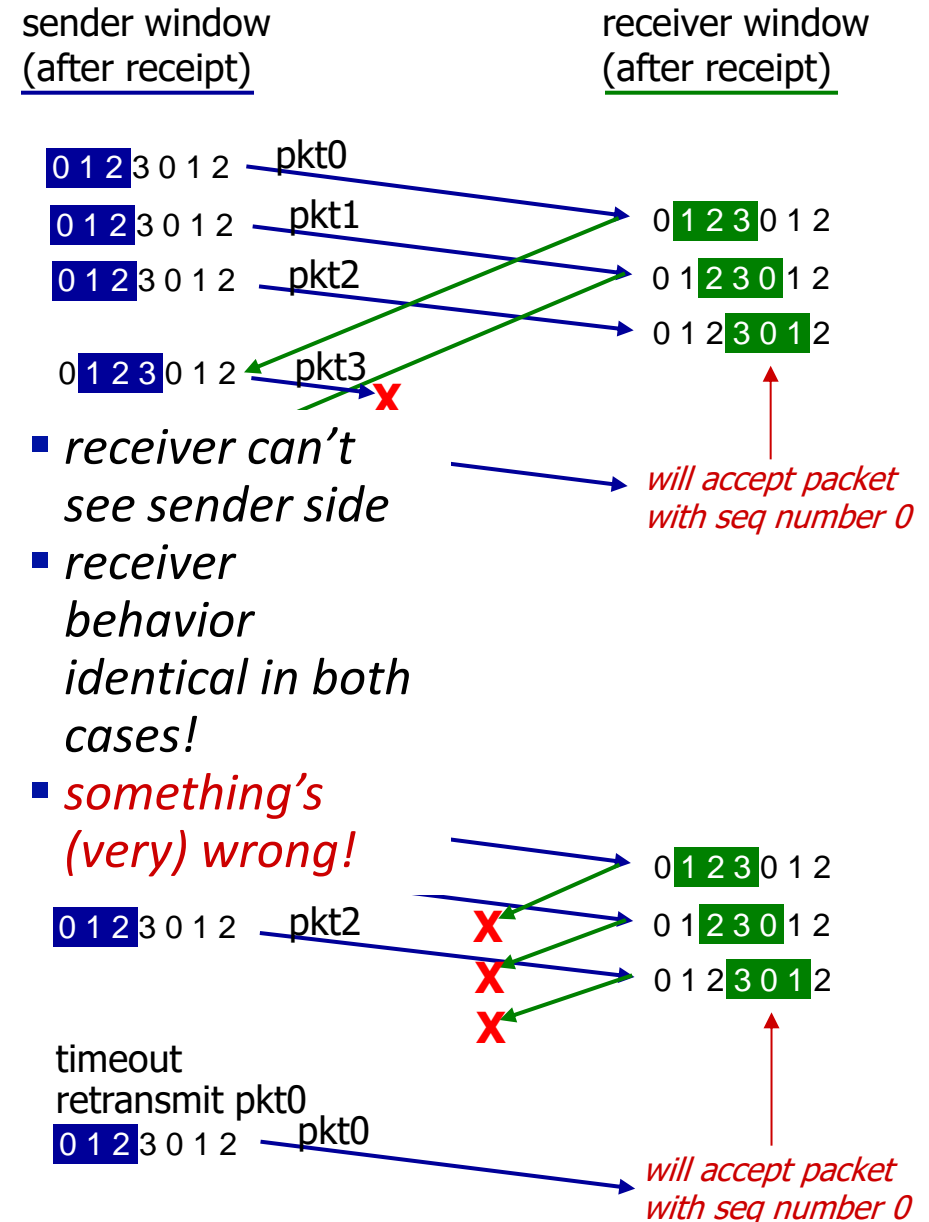 sender window
(after receipt)
receiver window
(after receipt)
0 1 2 3 0 1 2
pkt0
0 1 2 3 0 1 2
pkt1
0 1 2 3 0 1 2
0 1 2 3 0 1 2
pkt2
0 1 2 3 0 1 2
0 1 2 3 0 1 2
0 1 2 3 0 1 2
pkt3
X
receiver can't
see sender side
receiver
behavior
identical in both
cases!
something's
(very) wrong!
will accept packet
with seq number 0
0 1 2 3 0 1 2
0 1 2 3 0 1 2
pkt2
X
0 1 2 3 0 1 2
X
0 1 2 3 0 1 2
X
timeout
retransmit pkt0
0 1 2 3 0 1 2
pkt0
will accept packet
with seq number 0